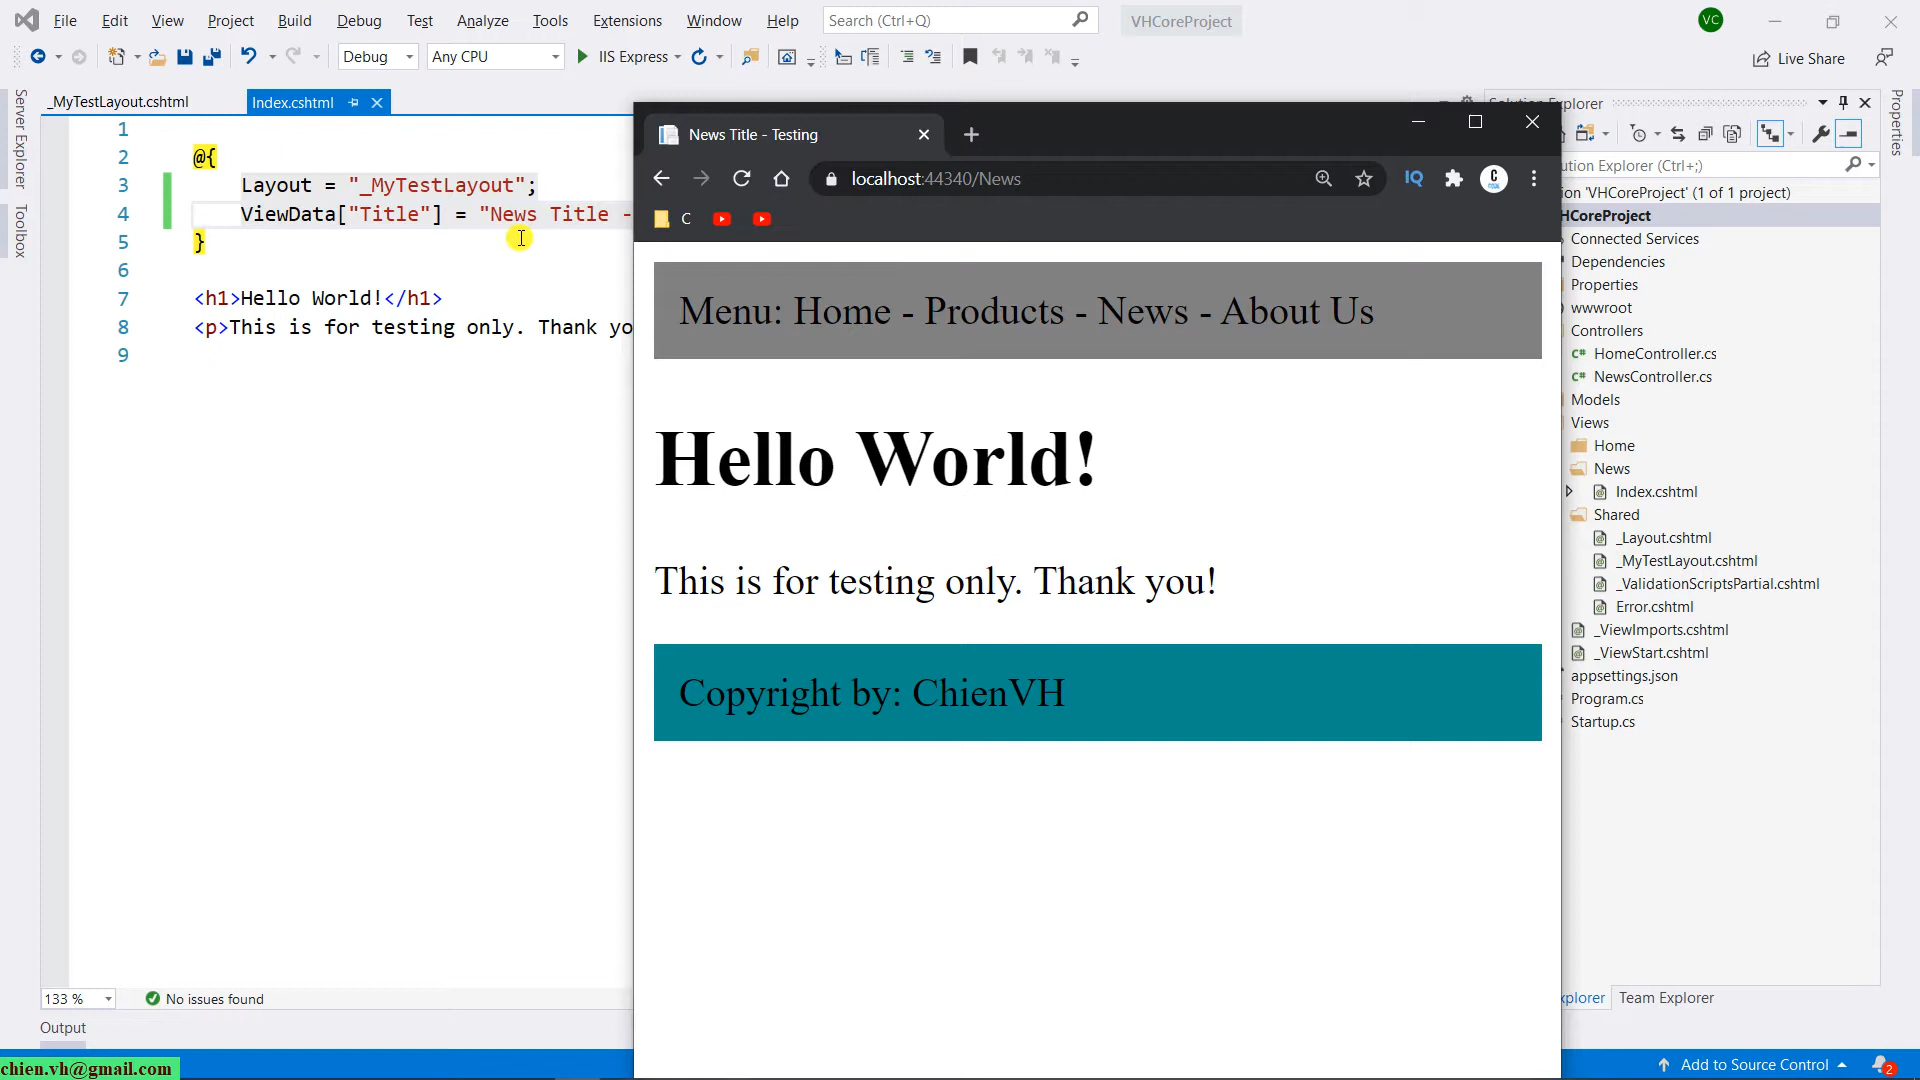 File Edit View Project Build Debug Test Analyze Tools Extensions Window Help Search (Ctrl+Q) VHCoreProject VC
Debug Any CPU IIS Express Live Share
Server Explorer
Toolbox
_MyTestLayout.cshtml Index.cshtml
1
2 @{
3 Layout = "_MyTestLayout";
4 ViewData["Title"] = "News Title -
5 }
6
7 <h1>Hello World!</h1>
8 <p>This is for testing only. Thank yo
9
133 % No issues found
Output
chien.vh@gmail.com
News Title - Testing
localhost:44340/News
C
Menu: Home - Products - News - About Us
Hello World!
This is for testing only. Thank you!
Copyright by: ChienVH
Solution Explorer
Properties
ution Explorer (Ctrl+;)
ion 'VHCoreProject' (1 of 1 project)
HCoreProject
Connected Services
Dependencies
Properties
wwwroot
Controllers
C# HomeController.cs
C# NewsController.cs
Models
Views
Home
News
Index.cshtml
Shared
_Layout.cshtml
_MyTestLayout.cshtml
_ValidationScriptsPartial.cshtml
Error.cshtml
_ViewImports.cshtml
_ViewStart.cshtml
appsettings.json
Program.cs
Startup.cs
xplorer Team Explorer
Add to Source Control 2